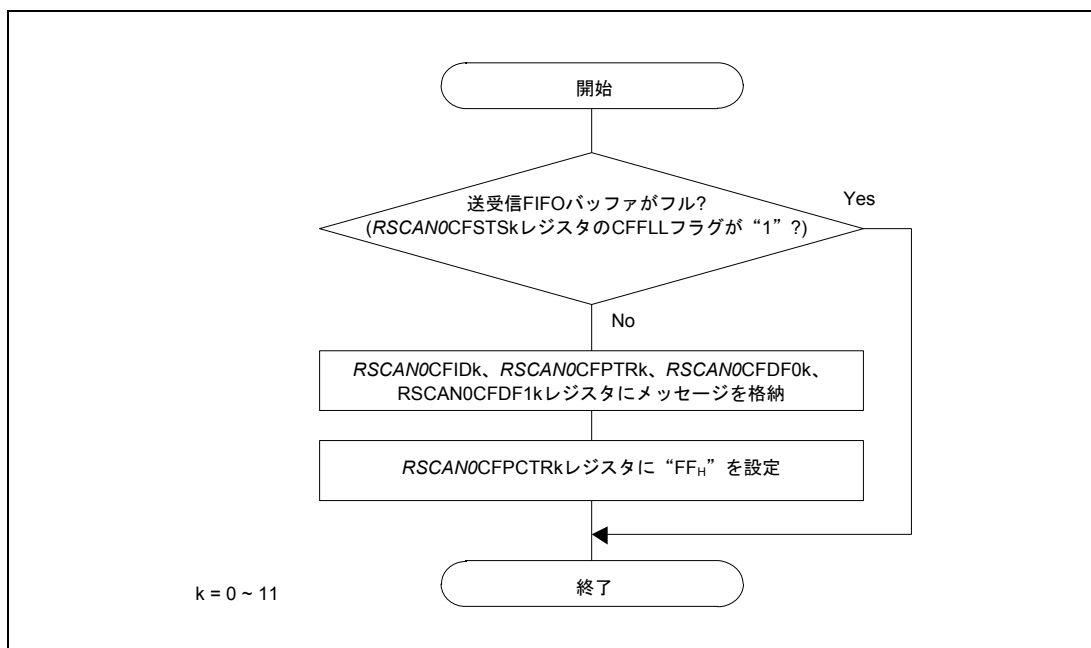 開始
送受信FIFOバッファがフル?
(RSCAN0CFSTSkレジスタのCFFLLフラグが“1”?)
Yes
No
RSCAN0CFIDk、RSCAN0CFPTRk、RSCAN0CFDF0k、
RSCAN0CFDF1kレジスタにメッセージを格納
RSCAN0CFPCTRkレジスタに“FFH”を設定
終了
k = 0 ~ 11